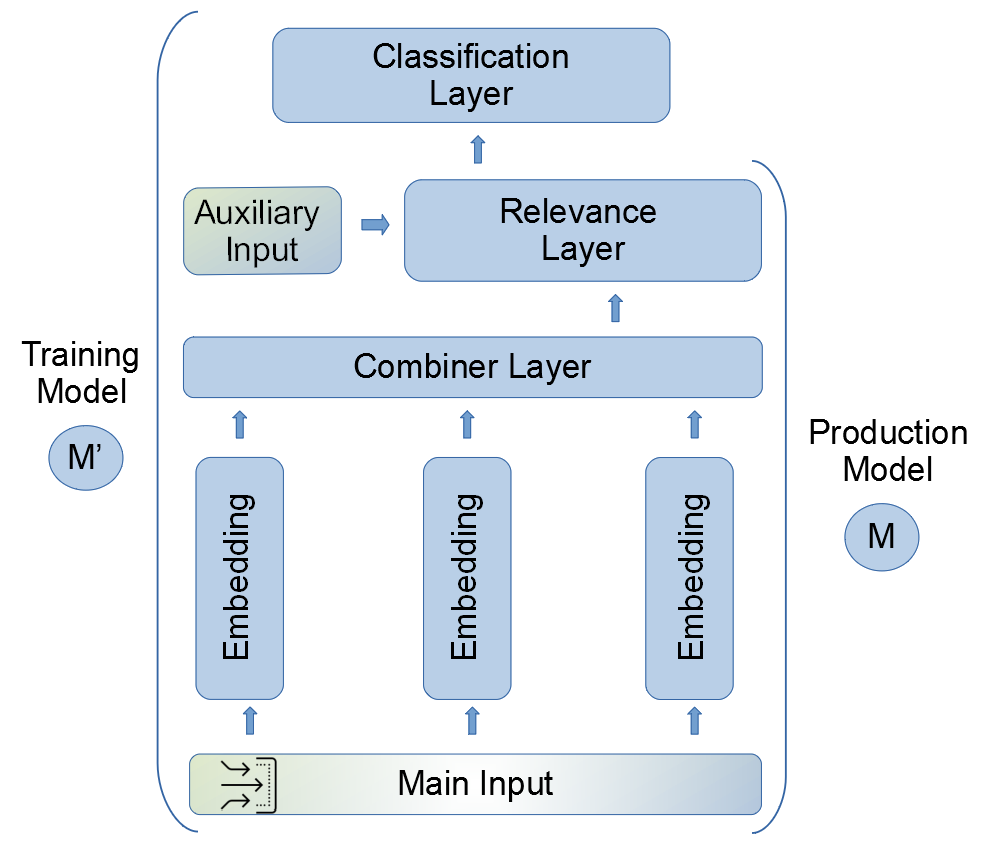 Classification
Layer
Auxiliary
Input
Relevance
Layer
Training
Model
M’
Combiner Layer
Production
Model
M
Embedding
Embedding
Embedding
Main Input